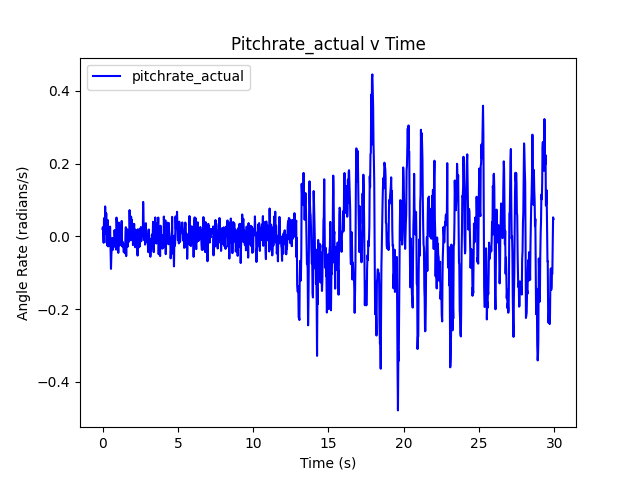 Pitchrate_actual v Time
pitchrate_actual
Angle Rate (radians/s)
0.4
0.2
0.0
−0.2
−0.4
0 5 10 15 20 25 30
Time (s)